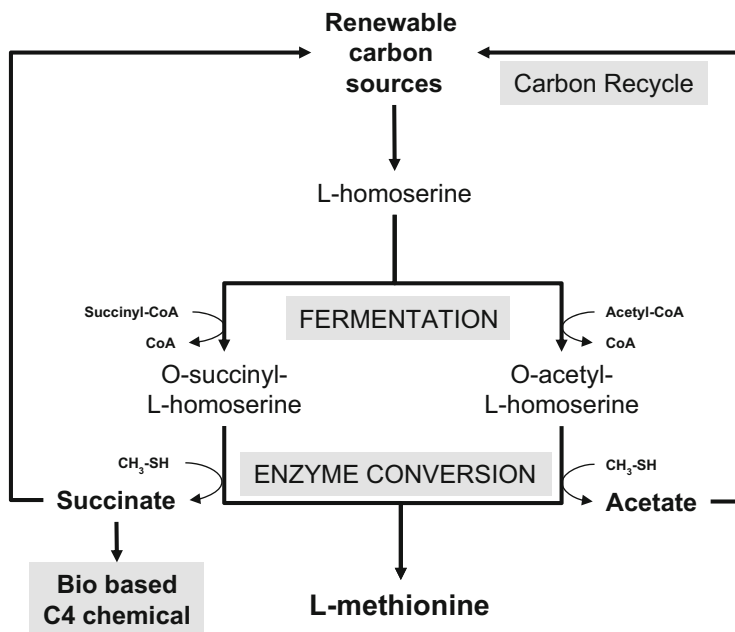 Renewable
carbon
sources
Carbon Recycle
L-homoserine
Succinyl-CoA
FERMENTATION
Acetyl-CoA
CoA
CoA
O-succinyl-
L-homoserine
O-acetyl-
L-homoserine
CH₃-SH
ENZYME CONVERSION
CH₃-SH
Succinate
Acetate
Bio based
C4 chemical
L-methionine